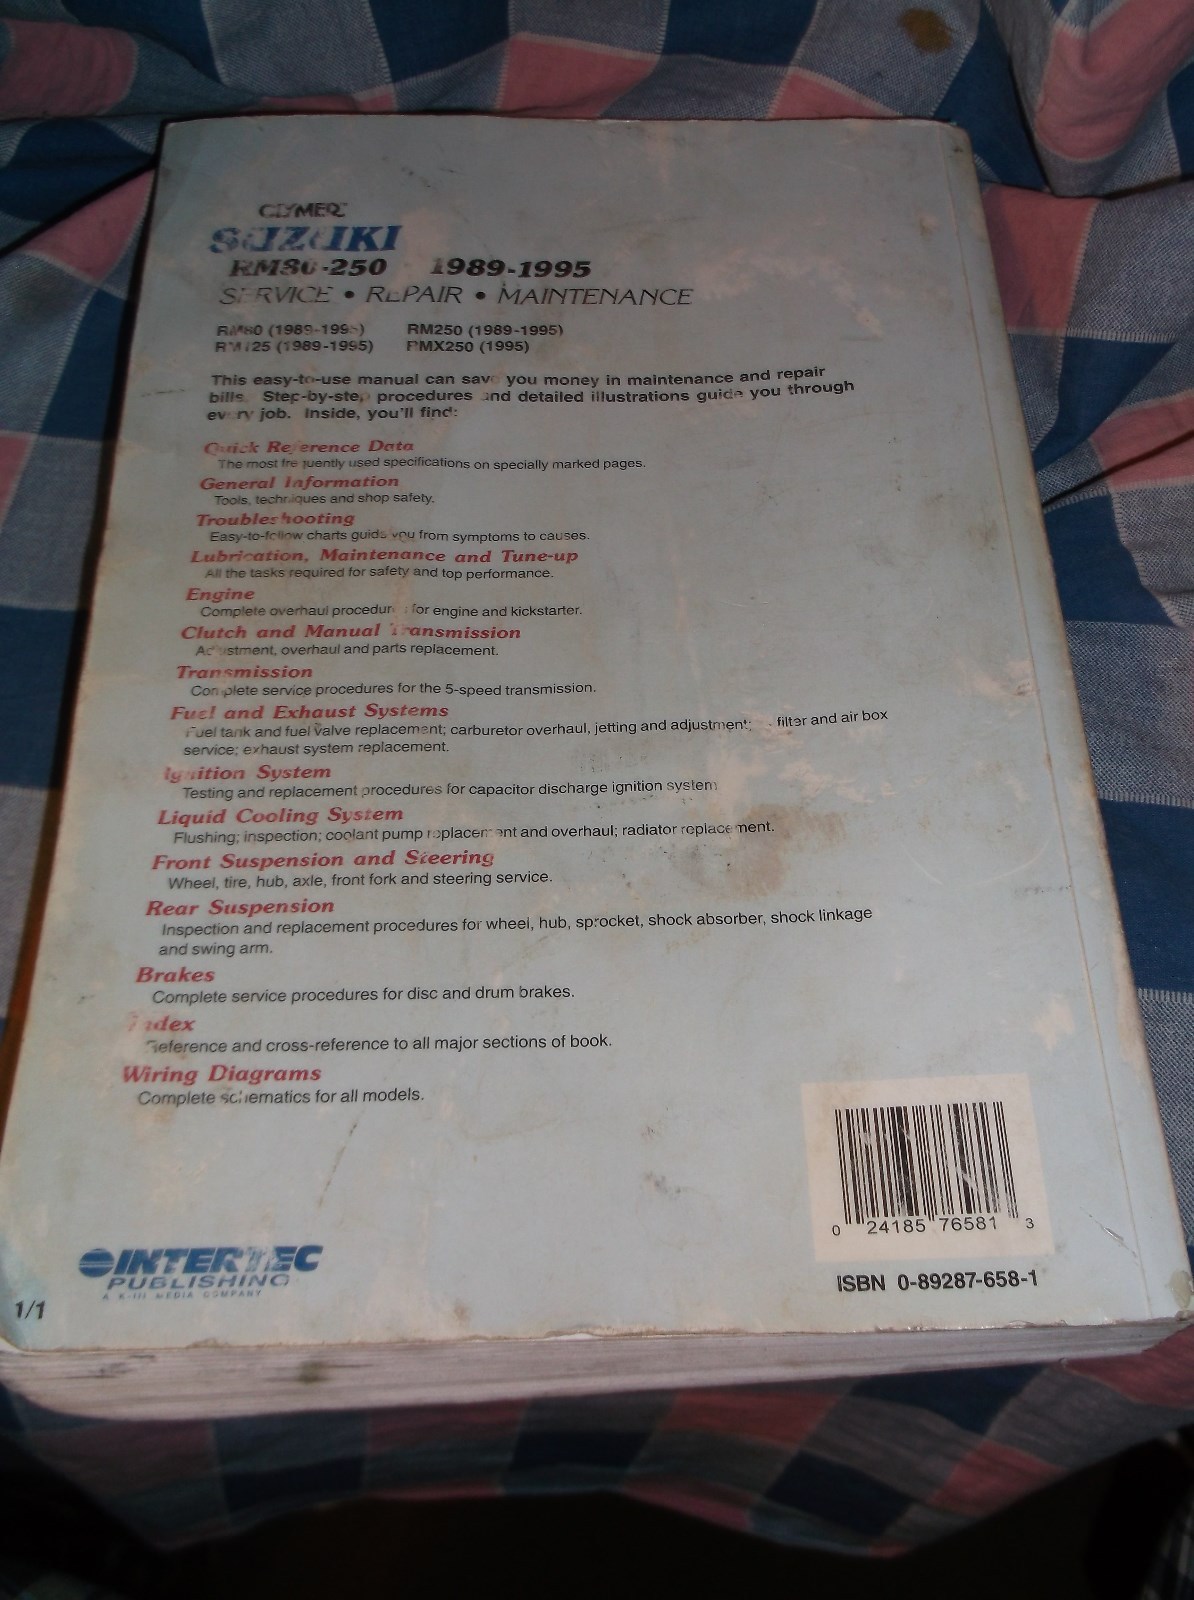 CLYMER™
SUZUKI
RM80-250 1989-1995
SERVICE • REPAIR • MAINTENANCE
RM80 (1989-1995) RM250 (1989-1995)
RM125 (1989-1995) RMX250 (1995)
This easy-to-use manual can save you money in maintenance and repair
bills. Step-by-step procedures and detailed illustrations guide you through
every job. Inside, you'll find:
Quick Reference Data
The most frequently used specifications on specially marked pages.
General Information
Tools, techniques and shop safety.
Troubleshooting
Easy-to-follow charts guide you from symptoms to causes.
Lubrication, Maintenance and Tune-up
All the tasks required for safety and top performance.
Engine
Complete overhaul procedures for engine and kickstarter.
Clutch and Manual Transmission
Adjustment, overhaul and parts replacement.
Transmission
Complete service procedures for the 5-speed transmission.
Fuel and Exhaust Systems
Fuel tank and fuel valve replacement; carburetor overhaul, jetting and adjustment; filter and air box
service; exhaust system replacement.
Ignition System
Testing and replacement procedures for capacitor discharge ignition system
Liquid Cooling System
Flushing; inspection; coolant pump replacement and overhaul; radiator replacement.
Front Suspension and Steering
Wheel, tire, hub, axle, front fork and steering service.
Rear Suspension
Inspection and replacement procedures for wheel, hub, sprocket, shock absorber, shock linkage
and swing arm.
Brakes
Complete service procedures for disc and drum brakes.
Index
Reference and cross-reference to all major sections of book.
Wiring Diagrams
Complete schematics for all models.
0 24185 76581 3
INTERTEC
PUBLISHING
A K-III MEDIA COMPANY
ISBN 0-89287-658-1
1/1